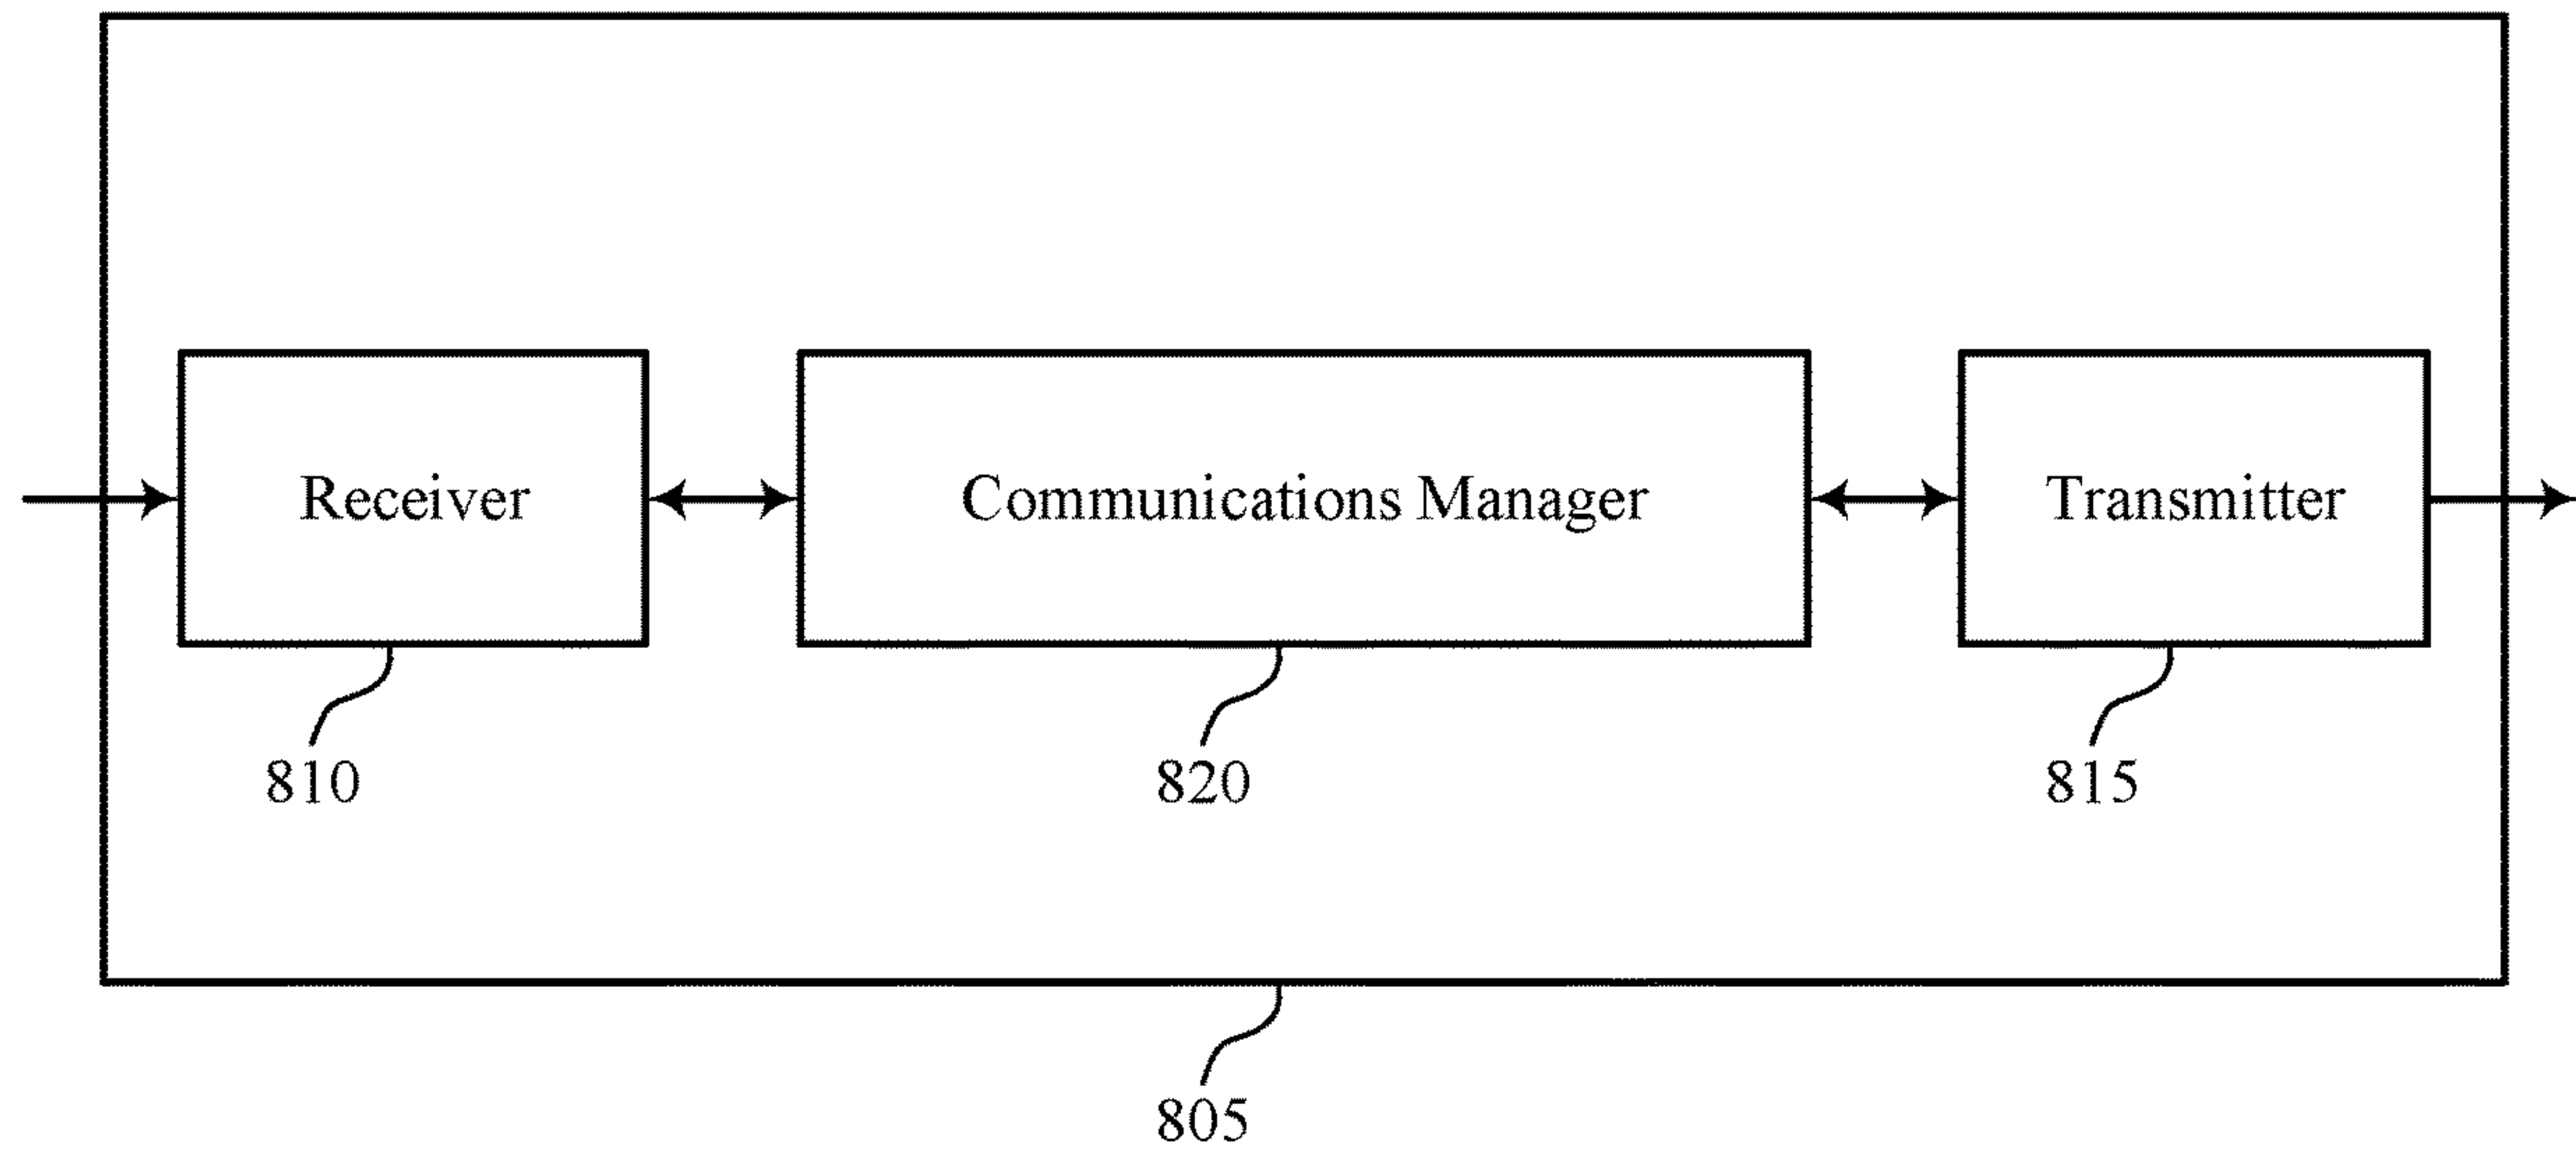 Receiver
Communications Manager
Transmitter
810
820
815
805